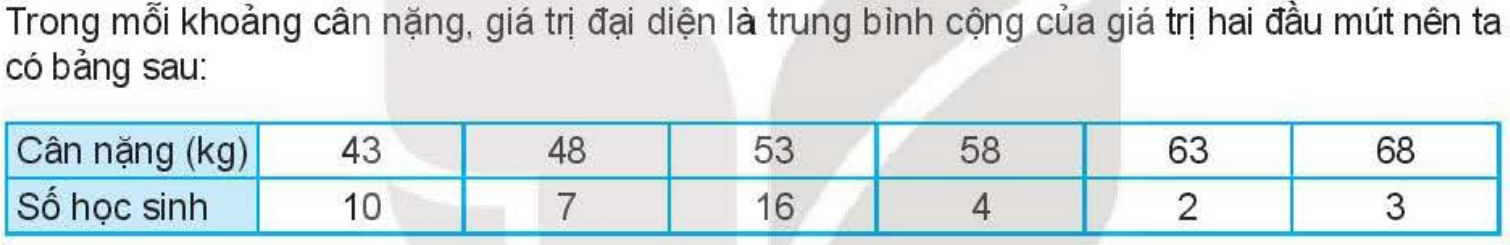 Trong mỗi khoảng cân nặng, giá trị đại diện là trung bình cộng của giá trị hai đầu mút nên ta
có bảng sau:
Cân nặng (kg) 43 48 53 58 63 68
Số học sinh 10 7 16 4 2 3